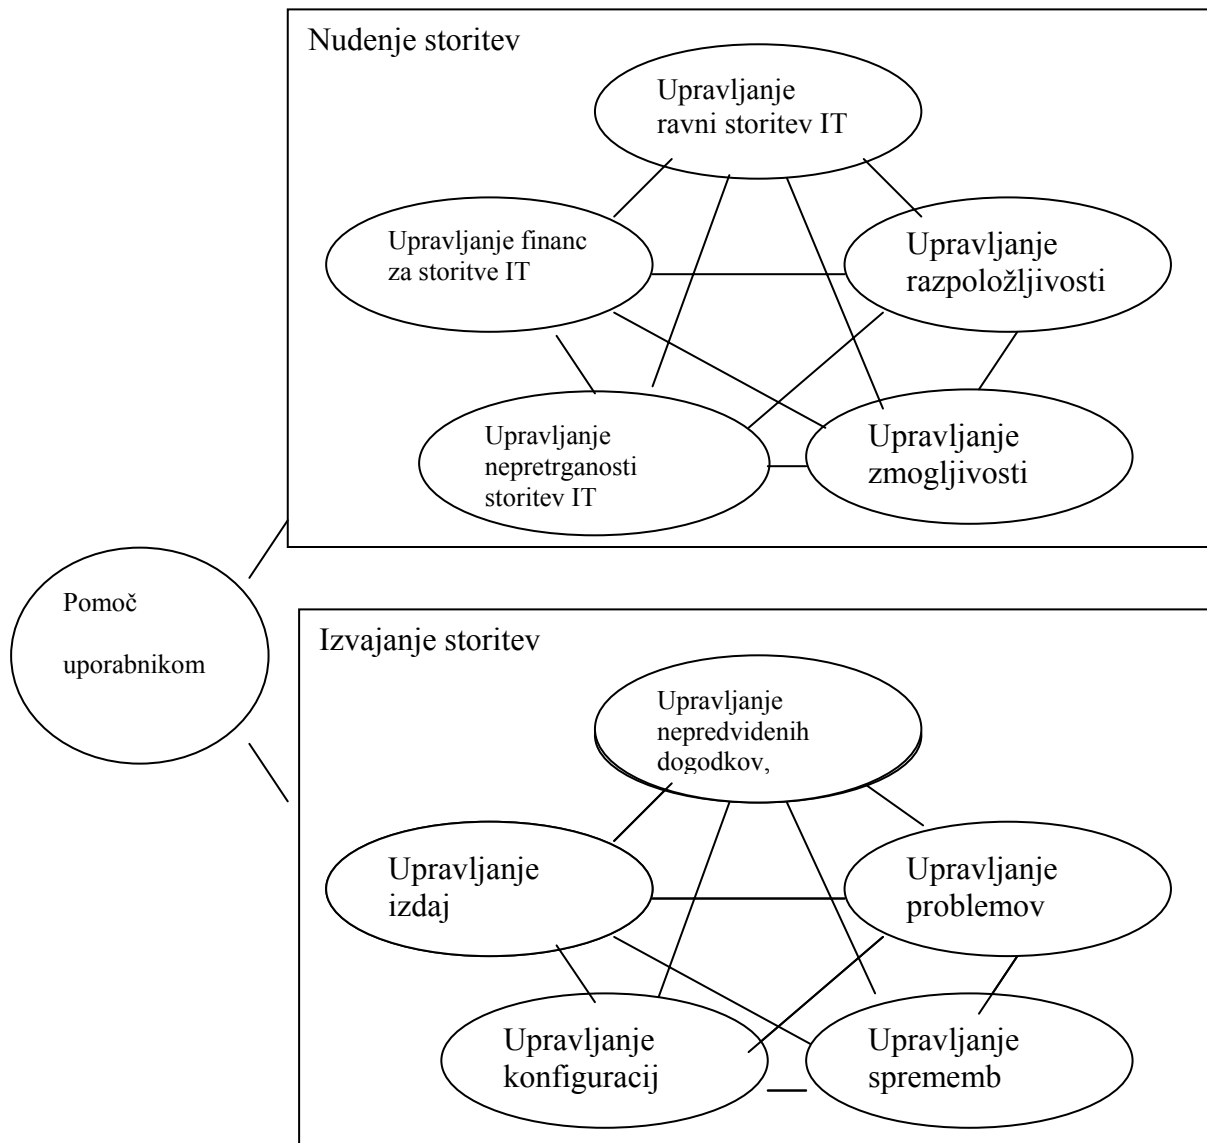 Nudenje storitev
Upravljanje
ravni storitev IT
Upravljanje financ
za storitve IT
Upravljanje
razpoložljivosti
Upravljanje
nepretrganosti
storitev IT
Upravljanje
zmogljivosti
Pomoč
uporabnikom
Izvajanje storitev
Upravljanje
nepredvidenih
dogodkov,
Upravljanje
izdaj
Upravljanje
problemov
Upravljanje
konfiguracij
Upravljanje
sprememb